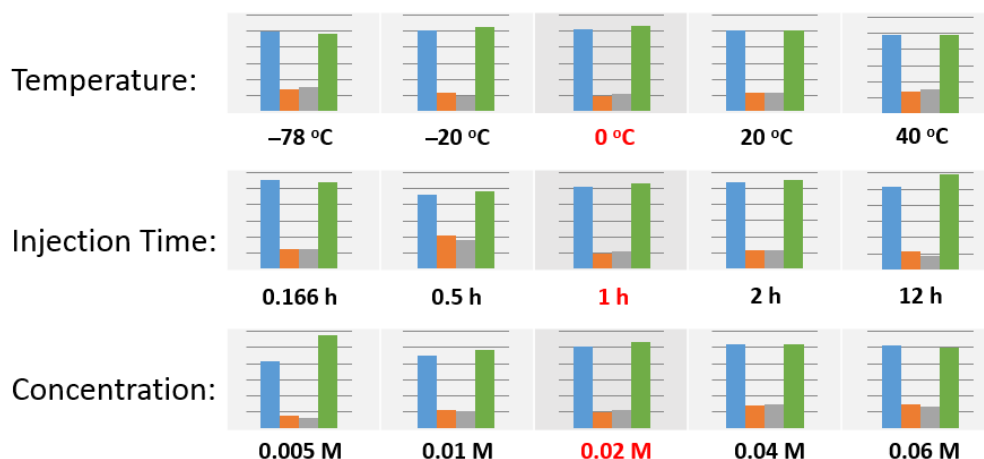 Temperature:
–78 ºC –20 ºC 0 ºC 20 ºC 40 ºC
Injection Time:
0.166 h 0.5 h 1 h 2 h 12 h
Concentration:
0.005 M 0.01 M 0.02 M 0.04 M 0.06 M